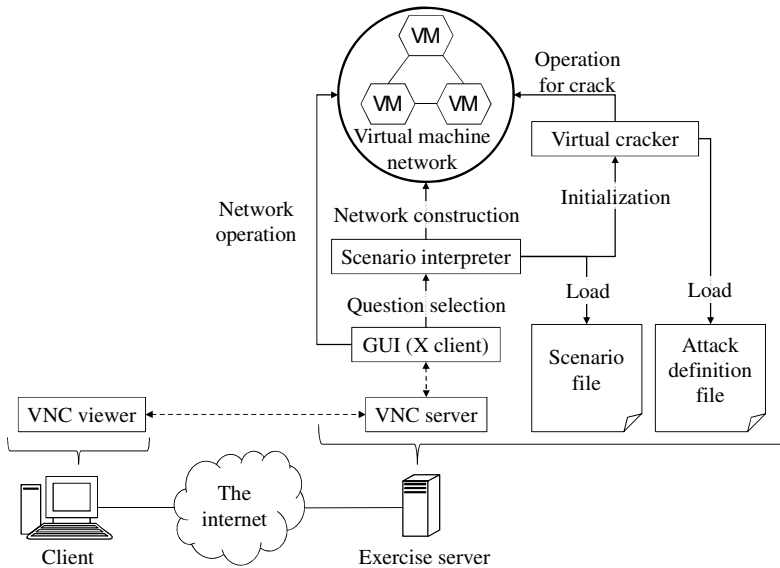 VM
VM
VM
Virtual machine
network
Operation
for crack
Virtual cracker
Initialization
Network
operation
Network construction
Scenario interpreter
Question selection
Load
Load
GUI (X client)
Scenario
file
Attack
definition
file
VNC viewer
VNC server
The
internet
Client
Exercise server